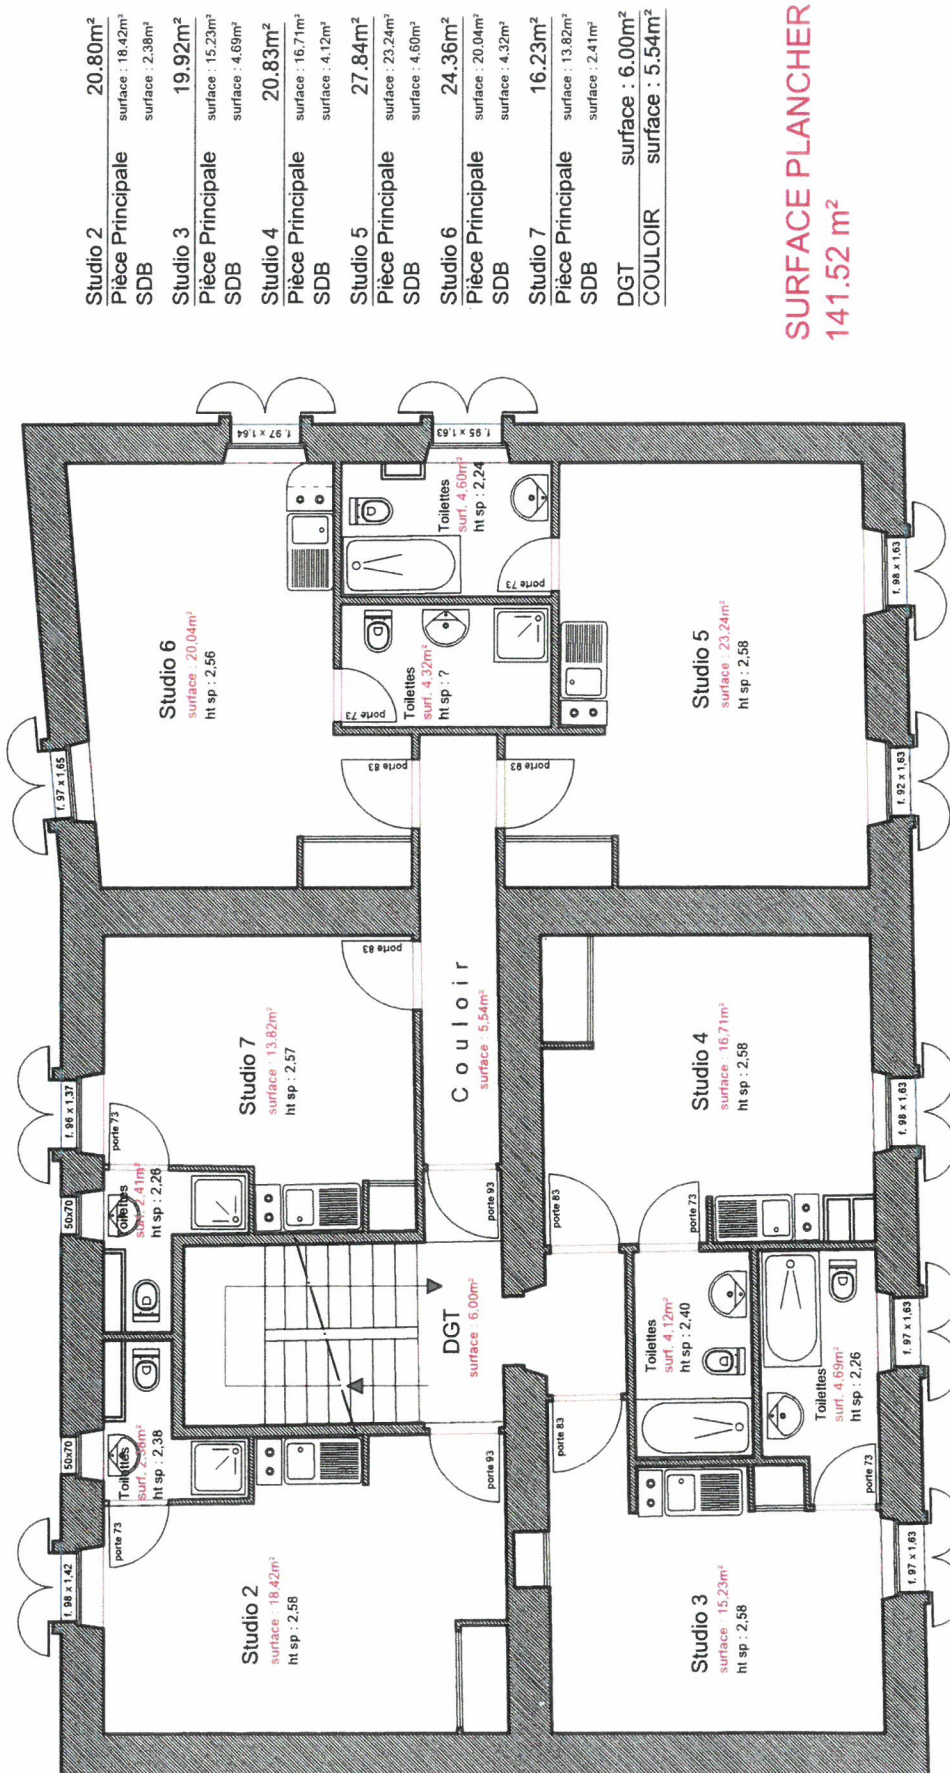 Studio 2 20.80m²
Pièce Principale surface : 18.42m²
SDB surface : 2.38m²
Studio 3 19.92m²
Pièce Principale surface : 15.23m²
SDB surface : 4.69m²
Studio 4 20.83m²
Pièce Principale surface : 16.71m²
SDB surface : 4.12m²
Studio 5 27.84m²
Pièce Principale surface : 23.24m²
SDB surface : 4.60m²
Studio 6 24.36m²
Pièce Principale surface : 20.04m²
SDB surface : 4.32m²
Studio 7 16.23m²
Pièce Principale surface : 13.82m²
SDB surface : 2.41m²
DGT surface : 6.00m²
COULOIR surface : 5.54m²
SURFACE PLANCHER
141.52 m²
f. 98 x 1,42
50x70
50x70
f. 96 x 1,37
f. 97 x 1,65
f. 97 x 1,64
f. 95 x 1,63
porte 73
Toilettes
surf. 2,38m²
ht sp : 2,38
Toilettes
surf. 2,41m²
ht sp : 2,26
porte 73
Studio 2
surface : 18.42m²
ht sp : 2,58
porte 93
DGT
surface : 6,00m²
porte 93
Studio 7
surface : 13.82m²
ht sp : 2,57
porte 83
Couloir
surface : 5,54m²
Studio 6
surface : 20,04m²
ht sp : 2,56
porte 73
porte 83
Toilettes
surf. 4,32m²
ht sp : ?
Toilettes
surf. 4,60m²
ht sp : 2,24
porte 73
porte 93
Studio 5
surface : 23.24m²
ht sp : 2,58
Studio 3
surface : 15,23m²
ht sp : 2,58
porte 83
porte 83
porte 73
Toilettes
surf. 4,12m²
ht sp : 2,40
Toilettes
surf. 4,69m²
ht sp : 2,26
porte 73
Studio 4
surface : 16,71m²
ht sp : 2,58
f. 97 x 1,63
f. 97 x 1,63
f. 98 x 1,63
f. 92 x 1,63
f. 98 x 1,63